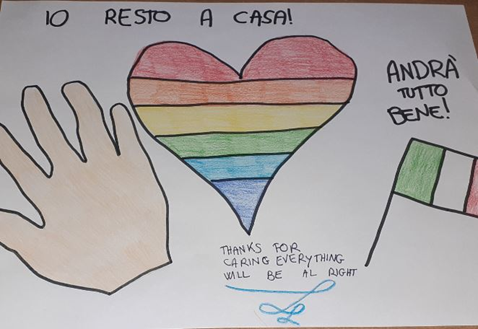 IO RESTO A CASA!
ANDRÀ
TUTTO
BENE!
THANKS FOR
CARING EVERYTHING
WILL BE AL RIGHT